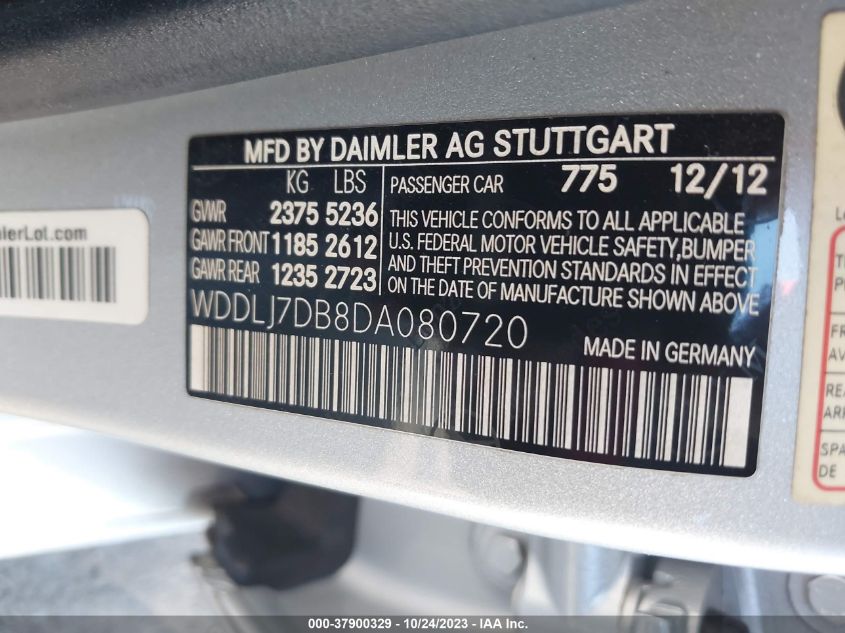 MFD BY DAIMLER AG STUTTGART
KG LBS
GVWR 2375 5236
GAWR FRONT 1185 2612
GAWR REAR 1235 2723
PASSENGER CAR 775 12/12
THIS VEHICLE CONFORMS TO ALL APPLICABLE
U.S. FEDERAL MOTOR VEHICLE SAFETY,BUMPER
AND THEFT PREVENTION STANDARDS IN EFFECT
ON THE DATE OF MANUFACTURE SHOWN ABOVE
WDDLJ7DB8DA080720
MADE IN GERMANY
alerLot.com
SPA
DE
000-37900329 • 10/24/2023 - IAA Inc.